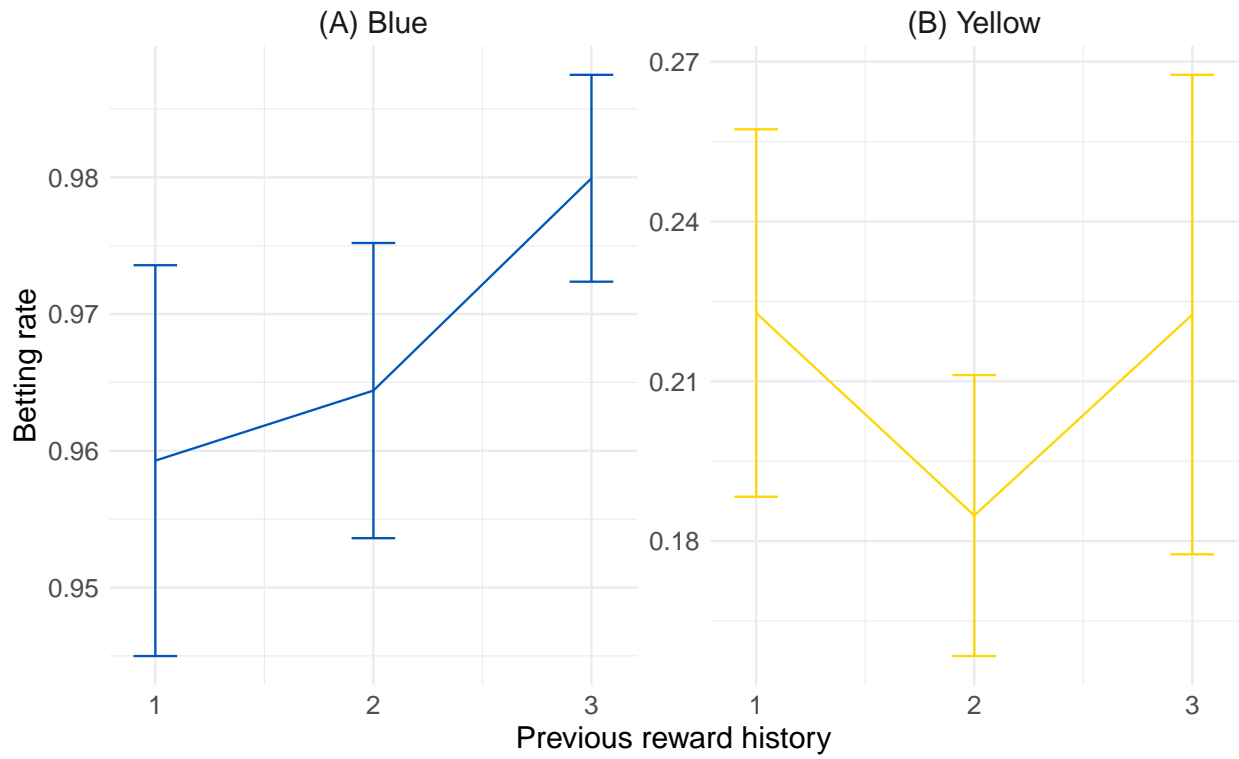 (A) Blue
(B) Yellow
Betting rate
0.98
0.97
0.96
0.95
1 2 3
0.27
0.24
0.21
0.18
1 2 3
Previous reward history